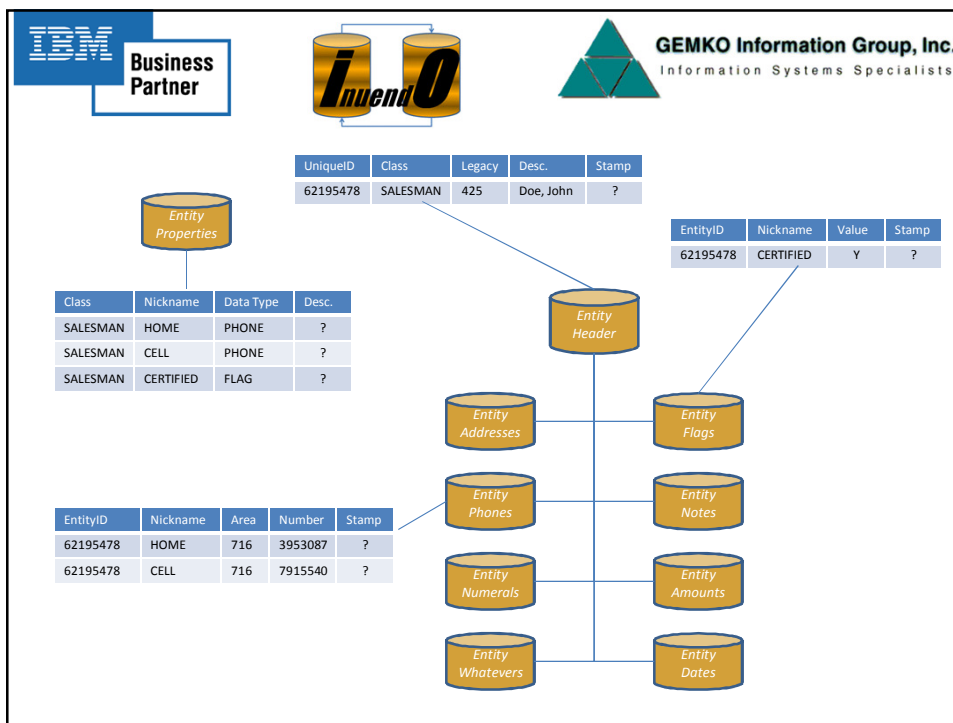 IBM
Business
Partner
InuendO
GEMKO Information Group, Inc.
Information Systems Specialists
UniqueID Class Legacy Desc. Stamp
62195478 SALESMAN 425 Doe, John ?
Entity
Properties
EntityID Nickname Value Stamp
62195478 CERTIFIED Y ?
Class Nickname Data Type Desc.
SALESMAN HOME PHONE ?
SALESMAN CELL PHONE ?
SALESMAN CERTIFIED FLAG ?
Entity
Header
Entity
Addresses
Entity
Flags
Entity
Phones
Entity
Notes
EntityID Nickname Area Number Stamp
62195478 HOME 716 3953087 ?
62195478 CELL 716 7915540 ?
Entity
Numerals
Entity
Amounts
Entity
Whatevers
Entity
Dates